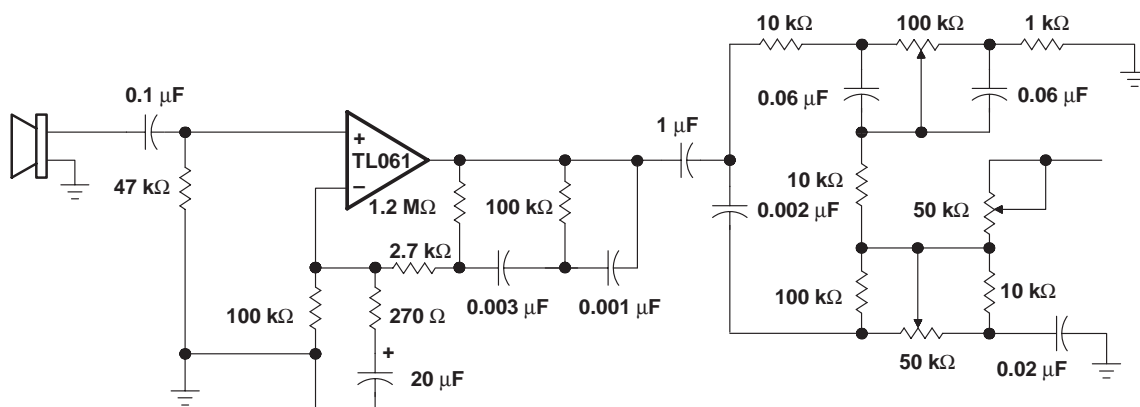 10 kΩ
100 kΩ
1 kΩ
0.1 μF
0.06 μF
0.06 μF
1 μF
+
TL061
−
47 kΩ
1.2 MΩ
100 kΩ
10 kΩ
0.002 μF
50 kΩ
2.7 kΩ
100 kΩ
270 Ω
0.003 μF
0.001 μF
100 kΩ
10 kΩ
+
20 μF
50 kΩ
0.02 μF